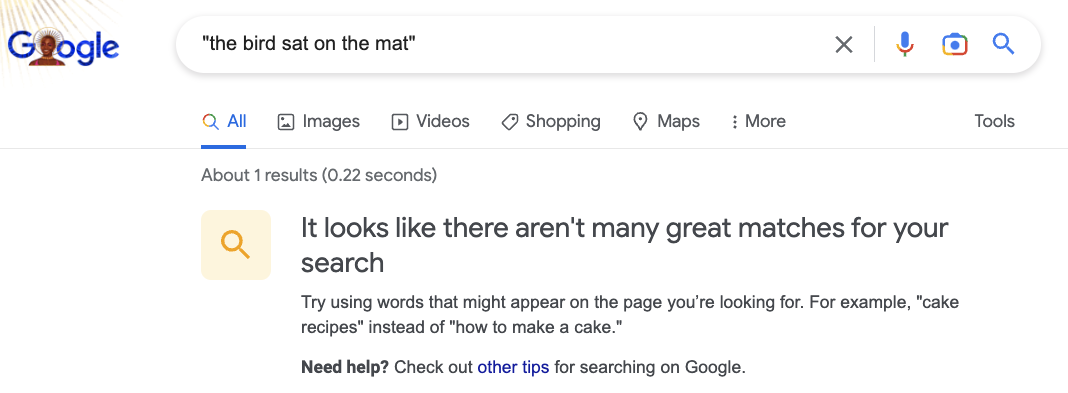 Google
"the bird sat on the mat"
All Images Videos Shopping Maps More Tools
About 1 results (0.22 seconds)
It looks like there aren't many great matches for your
search
Try using words that might appear on the page you’re looking for. For example, "cake
recipes" instead of "how to make a cake."
Need help? Check out other tips for searching on Google.